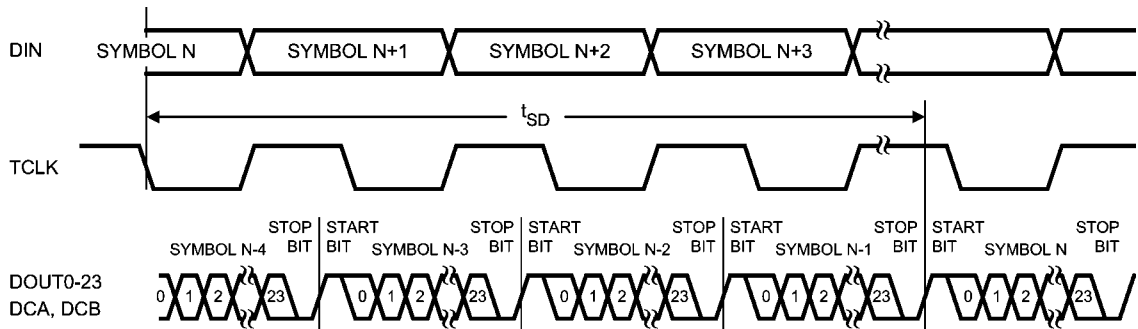 DIN SYMBOL N SYMBOL N+1 SYMBOL N+2 SYMBOL N+3
tSD
TCLK
STOP BIT START BIT STOP BIT START BIT STOP BIT START BIT STOP BIT START BIT STOP BIT
SYMBOL N-4 SYMBOL N-3 SYMBOL N-2 SYMBOL N-1 SYMBOL N
DOUT0-23
DCA, DCB
0 1 2 23 0 1 2 23 0 1 2 23 0 1 2 23 0 1 2 23